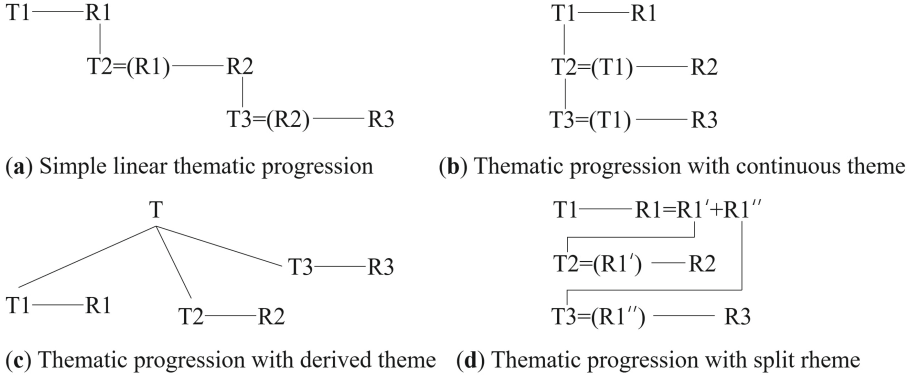 T1 R1
T2=(R1) R2
T3=(R2) R3
(a) Simple linear thematic progression
T1 R1
T2=(T1) R2
T3=(T1) R3
(b) Thematic progression with continuous theme
T
T3 R3
T1 R1
T2 R2
(c) Thematic progression with derived theme
T1 R1=R1′+R1′′
T2=(R1′) R2
T3=(R1′′) R3
(d) Thematic progression with split rheme